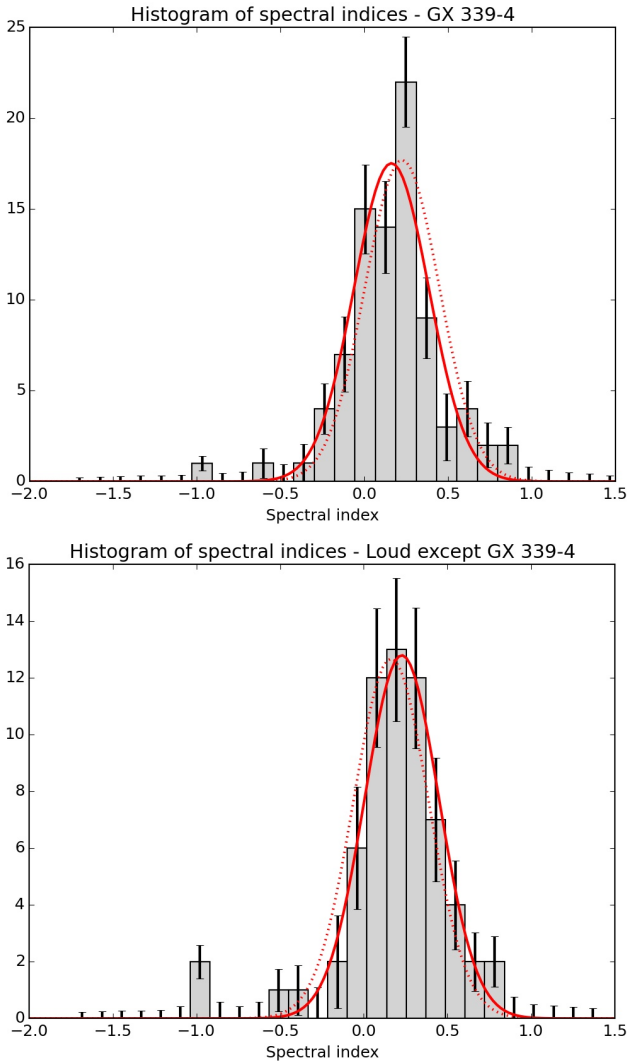 Histogram of spectral indices - GX 339-4
25
20
15
10
5
0
−2.0 −1.5 −1.0 −0.5 0.0 0.5 1.0 1.5
Spectral index
Histogram of spectral indices - Loud except GX 339-4
16
14
12
10
8
6
4
2
0
−2.0 −1.5 −1.0 −0.5 0.0 0.5 1.0 1.5
Spectral index